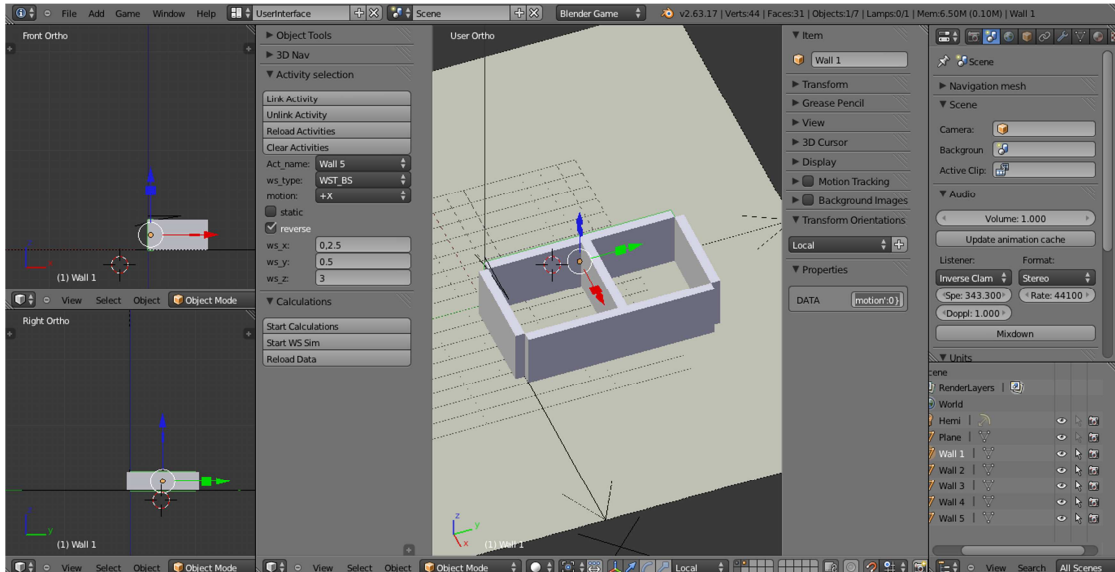 File Add Game Window Help UserInterface Scene Blender Game v2.63.17 | Verts:44 | Faces:31 | Objects:1/7 | Lamps:0/1 | Mem:6.50M (0.10M) | Wall 1
Front Ortho
(1) Wall 1
View Select Object Object Mode
Right Ortho
z
y
(1) Wall 1
View Select Object Object Mode
Object Tools
3D Nav
Activity selection
Link Activity
Unlink Activity
Reload Activities
Clear Activities
Act_name: Wall 5
ws_type: WST_BS
motion: +X
static
reverse
ws_x: 0,2.5
ws_y: 0.5
ws_z: 3
Calculations
Start Calculations
Start WS Sim
Reload Data
User Ortho
z
y
x
(1) Wall 1
View Select Object Object Mode Local
Item
Wall 1
Transform
Grease Pencil
View
3D Cursor
Display
Motion Tracking
Background Images
Transform Orientations
Local
Properties
DATA motion':0}
Scene
Navigation mesh
Scene
Camera:
Backgroun
Active Clip:
Audio
Volume: 1.000
Update animation cache
Listener: Format:
Inverse Clam Stereo
Spe: 343.300 Rate: 44100
Doppl: 1.000
Mixdown
Units
cene
RenderLayers |
World
Hemi |
Plane |
Wall 1 |
Wall 2 |
Wall 3 |
Wall 4 |
Wall 5 |
View Search All Scenes